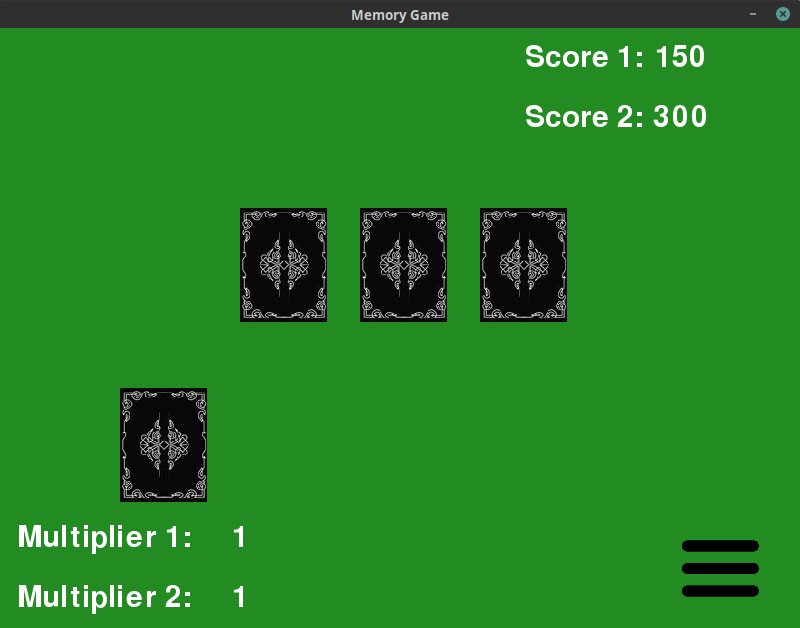 Memory Game
Score 1: 150
Score 2: 300
Multiplier 1: 1
Multiplier 2: 1